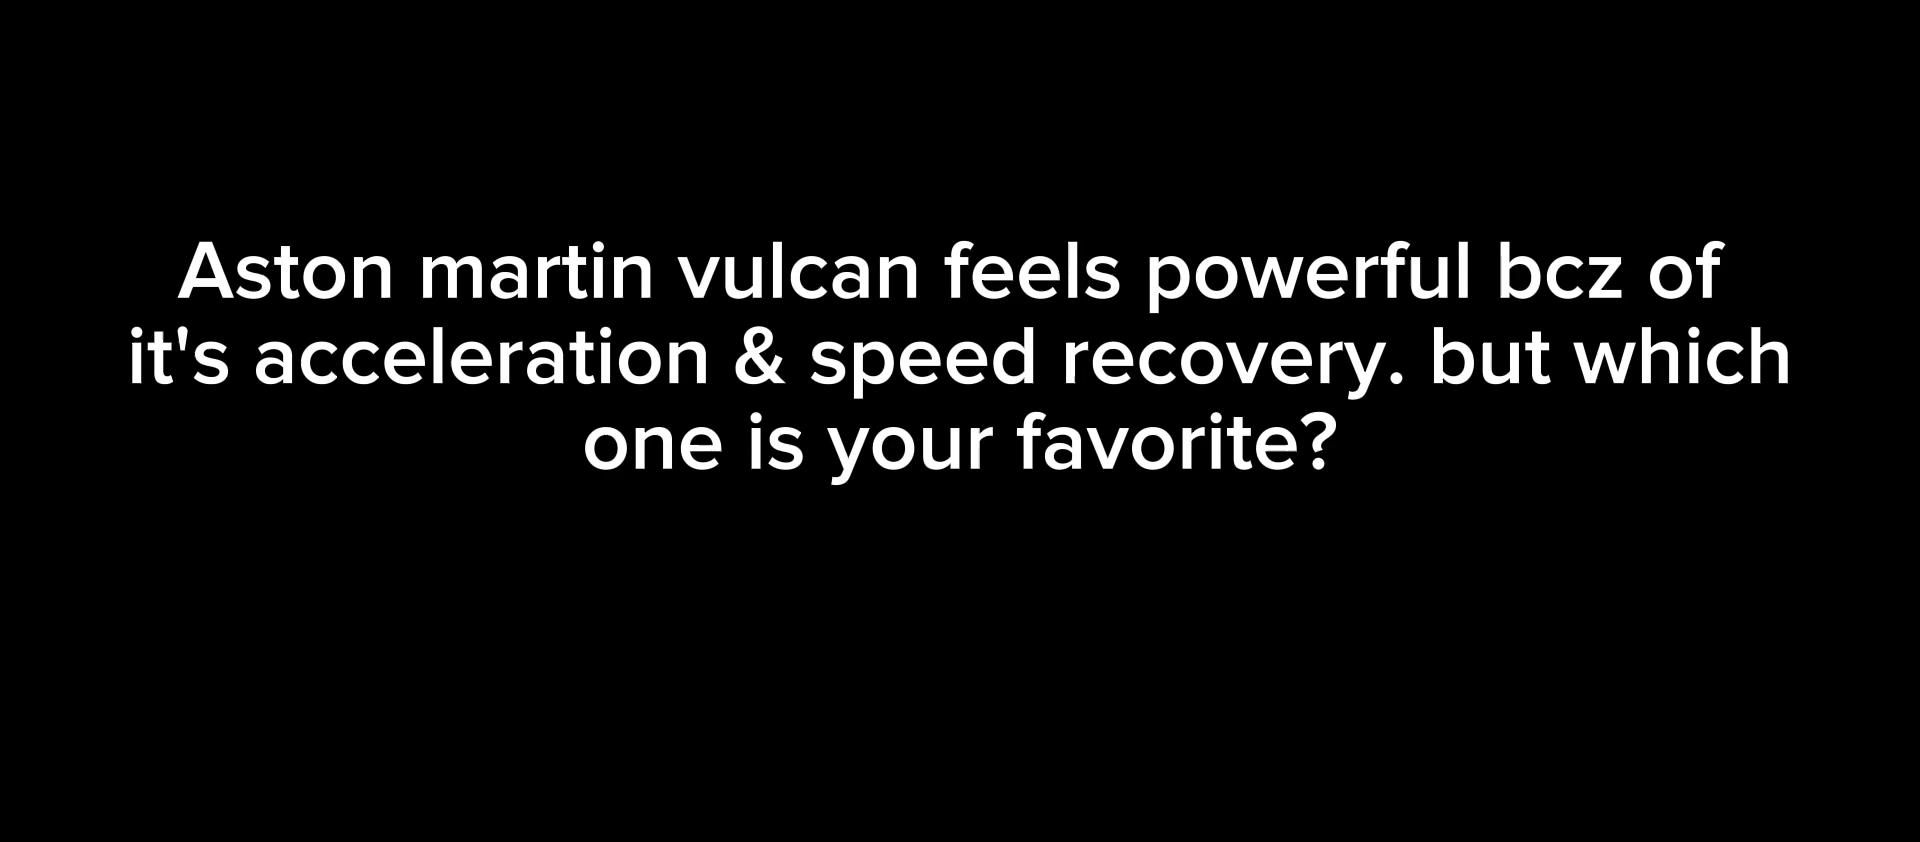 Aston martin vulcan feels powerful bcz of
it's acceleration & speed recovery. but which
one is your favorite?